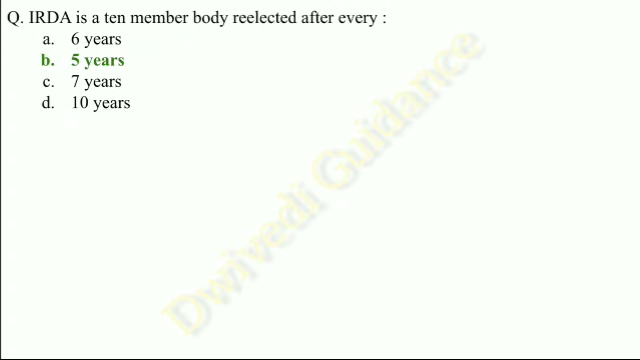 Q. IRDA is a ten member body reelected after every :
a. 6 years
b. 5 years
c. 7 years
d. 10 years
Dwivedi Guidance